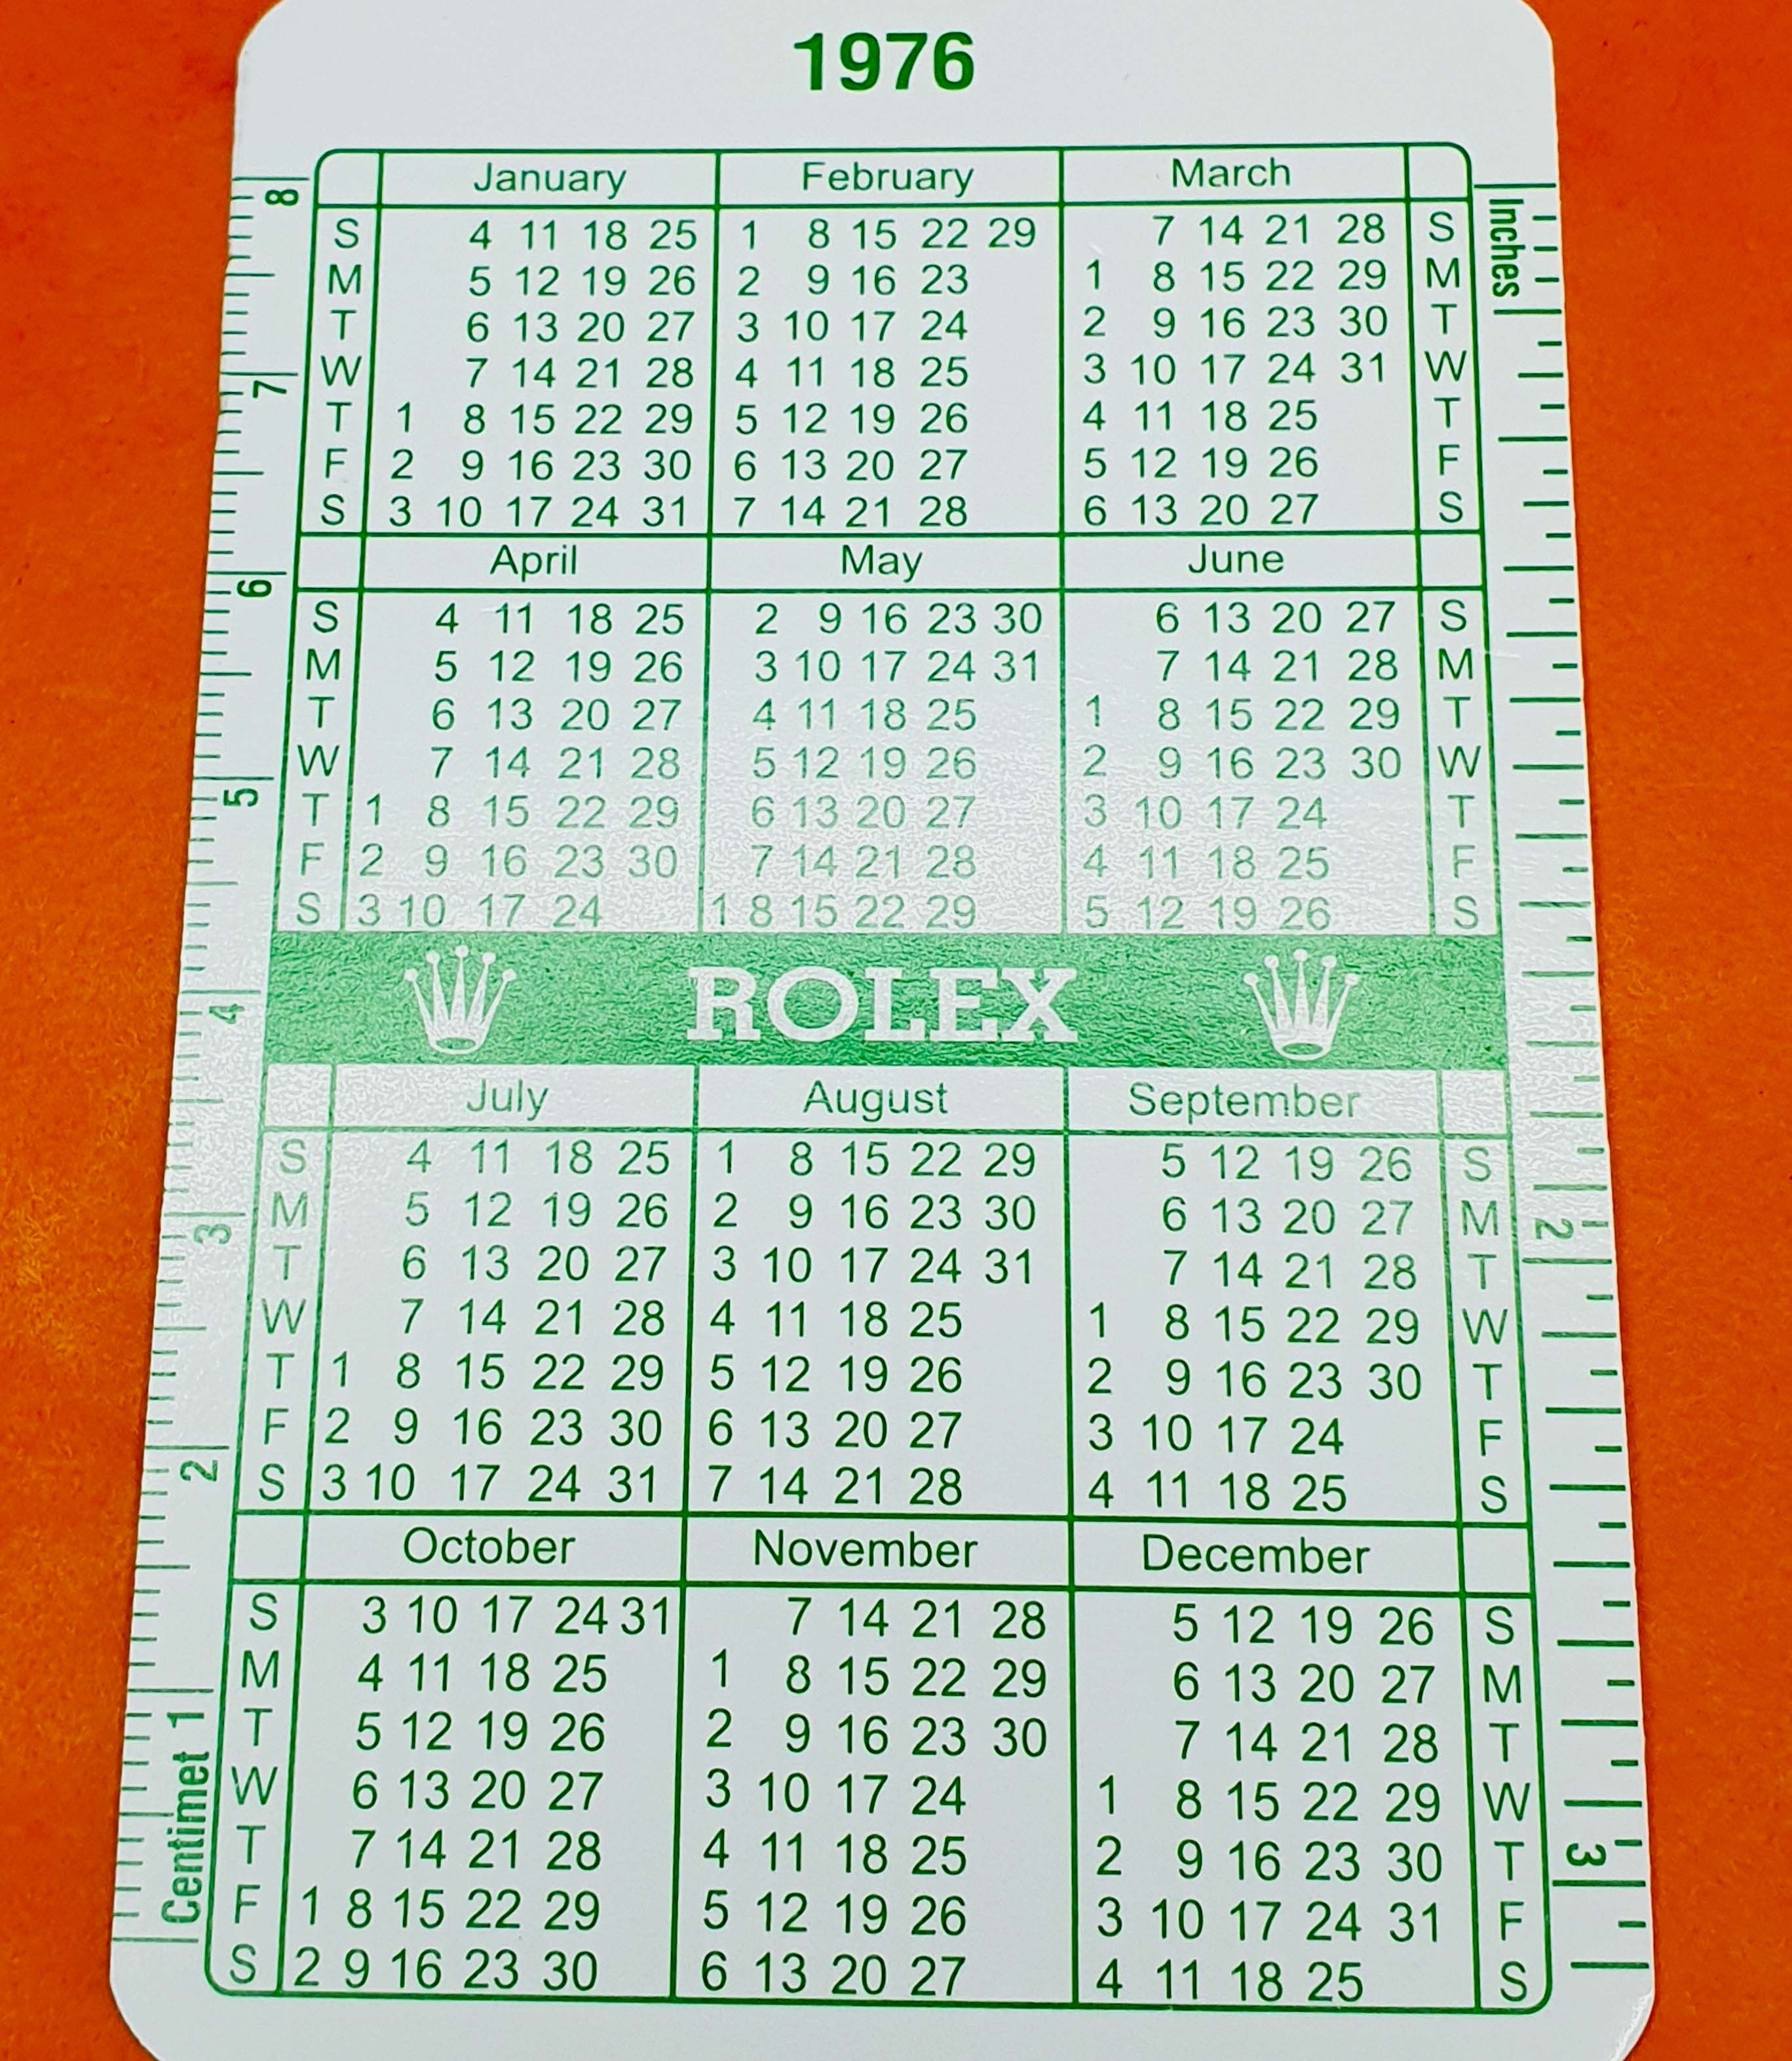 1976
January February March
S 4 11 18 25 1 8 15 22 29 7 14 21 28 S
M 5 12 19 26 2 9 16 23 1 8 15 22 29 M
T 6 13 20 27 3 10 17 24 2 9 16 23 30 T
W 7 14 21 28 4 11 18 25 3 10 17 24 31 W
T 1 8 15 22 29 5 12 19 26 4 11 18 25 T
F 2 9 16 23 30 6 13 20 27 5 12 19 26 F
S 3 10 17 24 31 7 14 21 28 6 13 20 27 S
April May June
S 4 11 18 25 2 9 16 23 30 6 13 20 27 S
M 5 12 19 26 3 10 17 24 31 7 14 21 28 M
T 6 13 20 27 4 11 18 25 1 8 15 22 29 T
W 7 14 21 28 5 12 19 26 2 9 16 23 30 W
T 1 8 15 22 29 6 13 20 27 3 10 17 24 T
F 2 9 16 23 30 7 14 21 28 4 11 18 25 F
S 3 10 17 24 1 8 15 22 29 5 12 19 26 S
ROLEX
July August September
S 4 11 18 25 1 8 15 22 29 5 12 19 26 S
M 5 12 19 26 2 9 16 23 30 6 13 20 27 M
T 6 13 20 27 3 10 17 24 31 7 14 21 28 T
W 7 14 21 28 4 11 18 25 1 8 15 22 29 W
T 1 8 15 22 29 5 12 19 26 2 9 16 23 30 T
F 2 9 16 23 30 6 13 20 27 3 10 17 24 F
S 3 10 17 24 31 7 14 21 28 4 11 18 25 S
October November December
S 3 10 17 24 31 7 14 21 28 5 12 19 26 S
M 4 11 18 25 1 8 15 22 29 6 13 20 27 M
T 5 12 19 26 2 9 16 23 30 7 14 21 28 T
W 6 13 20 27 3 10 17 24 1 8 15 22 29 W
T 7 14 21 28 4 11 18 25 2 9 16 23 30 T
F 1 8 15 22 29 5 12 19 26 3 10 17 24 31 F
S 2 9 16 23 30 6 13 20 27 4 11 18 25 S
Centimet 1 2 3 4 5 6 7 8
Inches 2 3